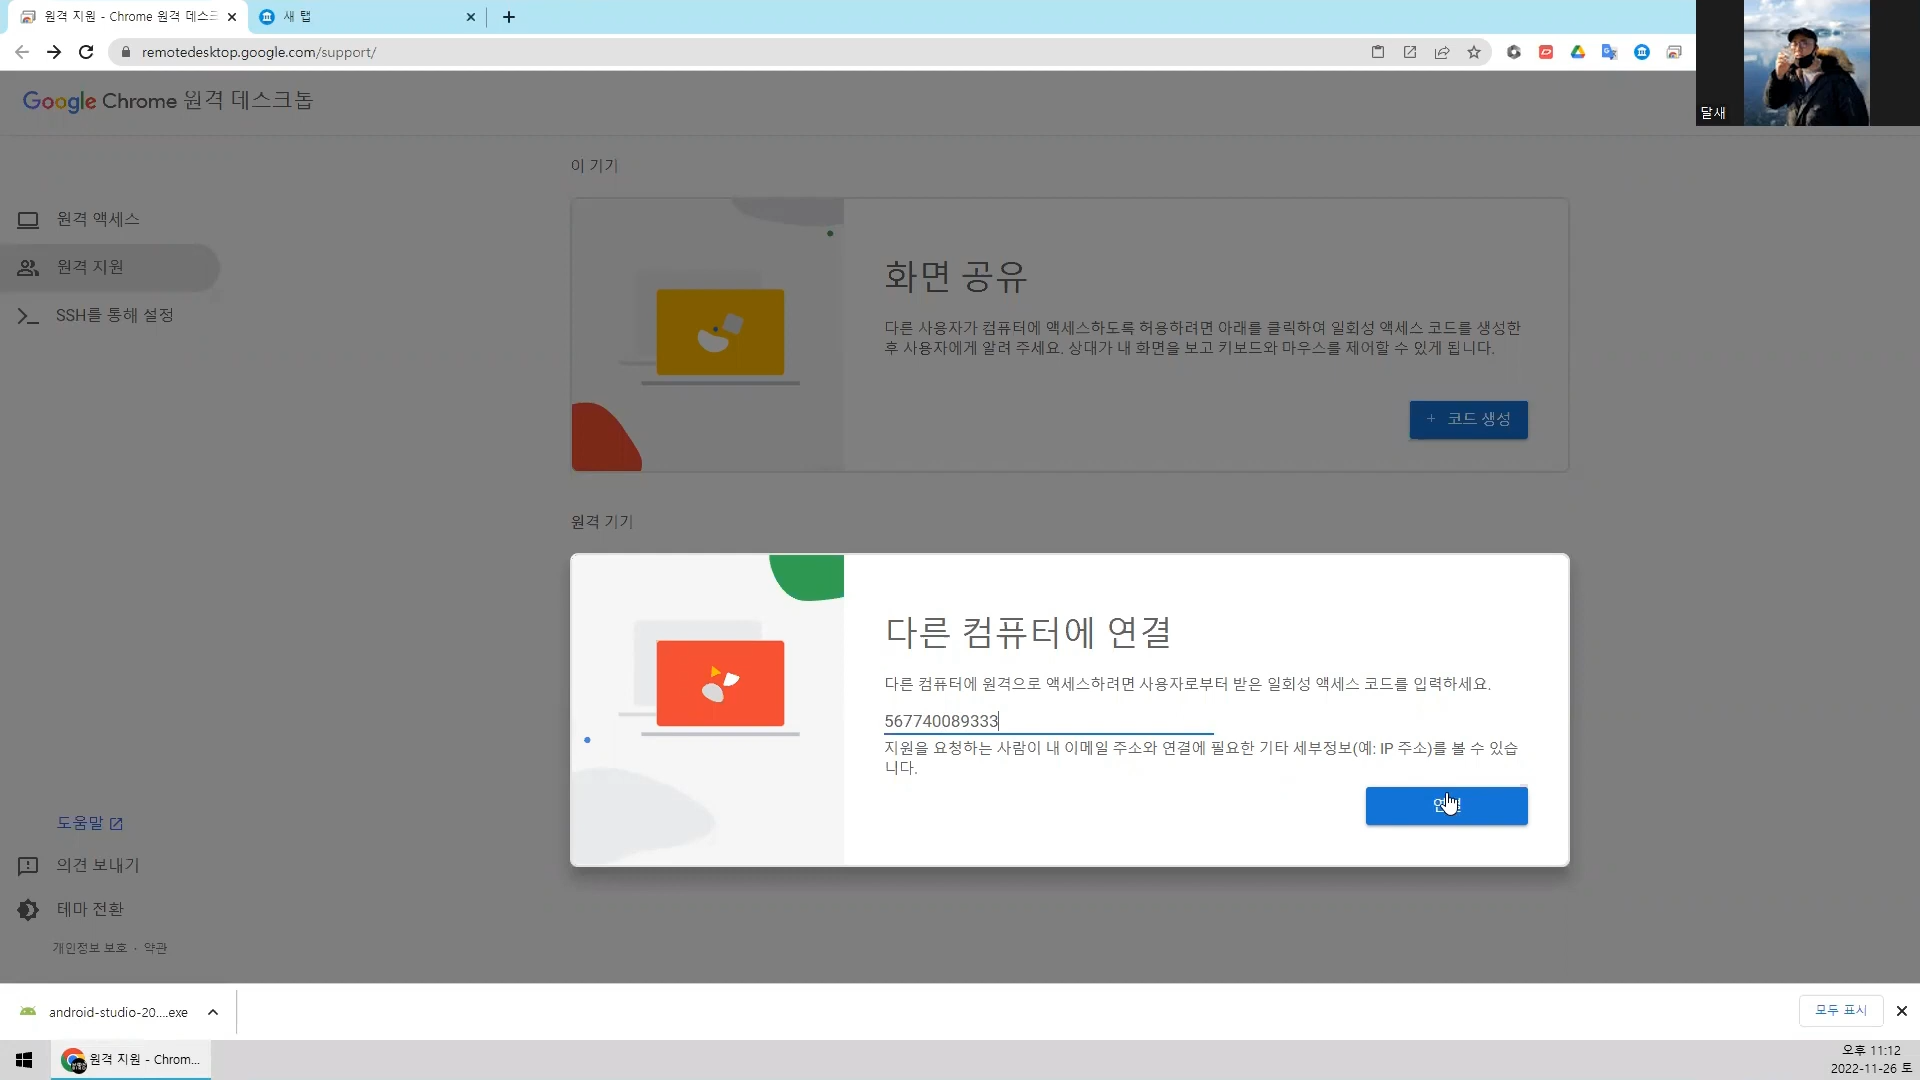 원격 지원 - Chrome 원격 데스크
새 탭
remotedesktop.google.com/support/
달새
Google Chrome 원격 데스크톱
원격 액세스
원격 지원
SSH를 통해 설정
이 기기
화면 공유
다른 사용자가 컴퓨터에 액세스하도록 허용하려면 아래를 클릭하여 일회성 액세스 코드를 생성한
후 사용자에게 알려 주세요. 상대가 내 화면을 보고 키보드와 마우스를 제어할 수 있게 됩니다.
+ 코드 생성
원격 기기
다른 컴퓨터에 연결
다른 컴퓨터에 원격으로 액세스하려면 사용자로부터 받은 일회성 액세스 코드를 입력하세요.
567740089333
지원을 요청하는 사람이 내 이메일 주소와 연결에 필요한 기타 세부정보(예: IP 주소)를 볼 수 있습
니다.
도움말
의견 보내기
테마 전환
개인정보 보호 · 약관
android-studio-20....exe
모두 표시
원격 지원 - Chrom...
오후 11:12
2022-11-26 토